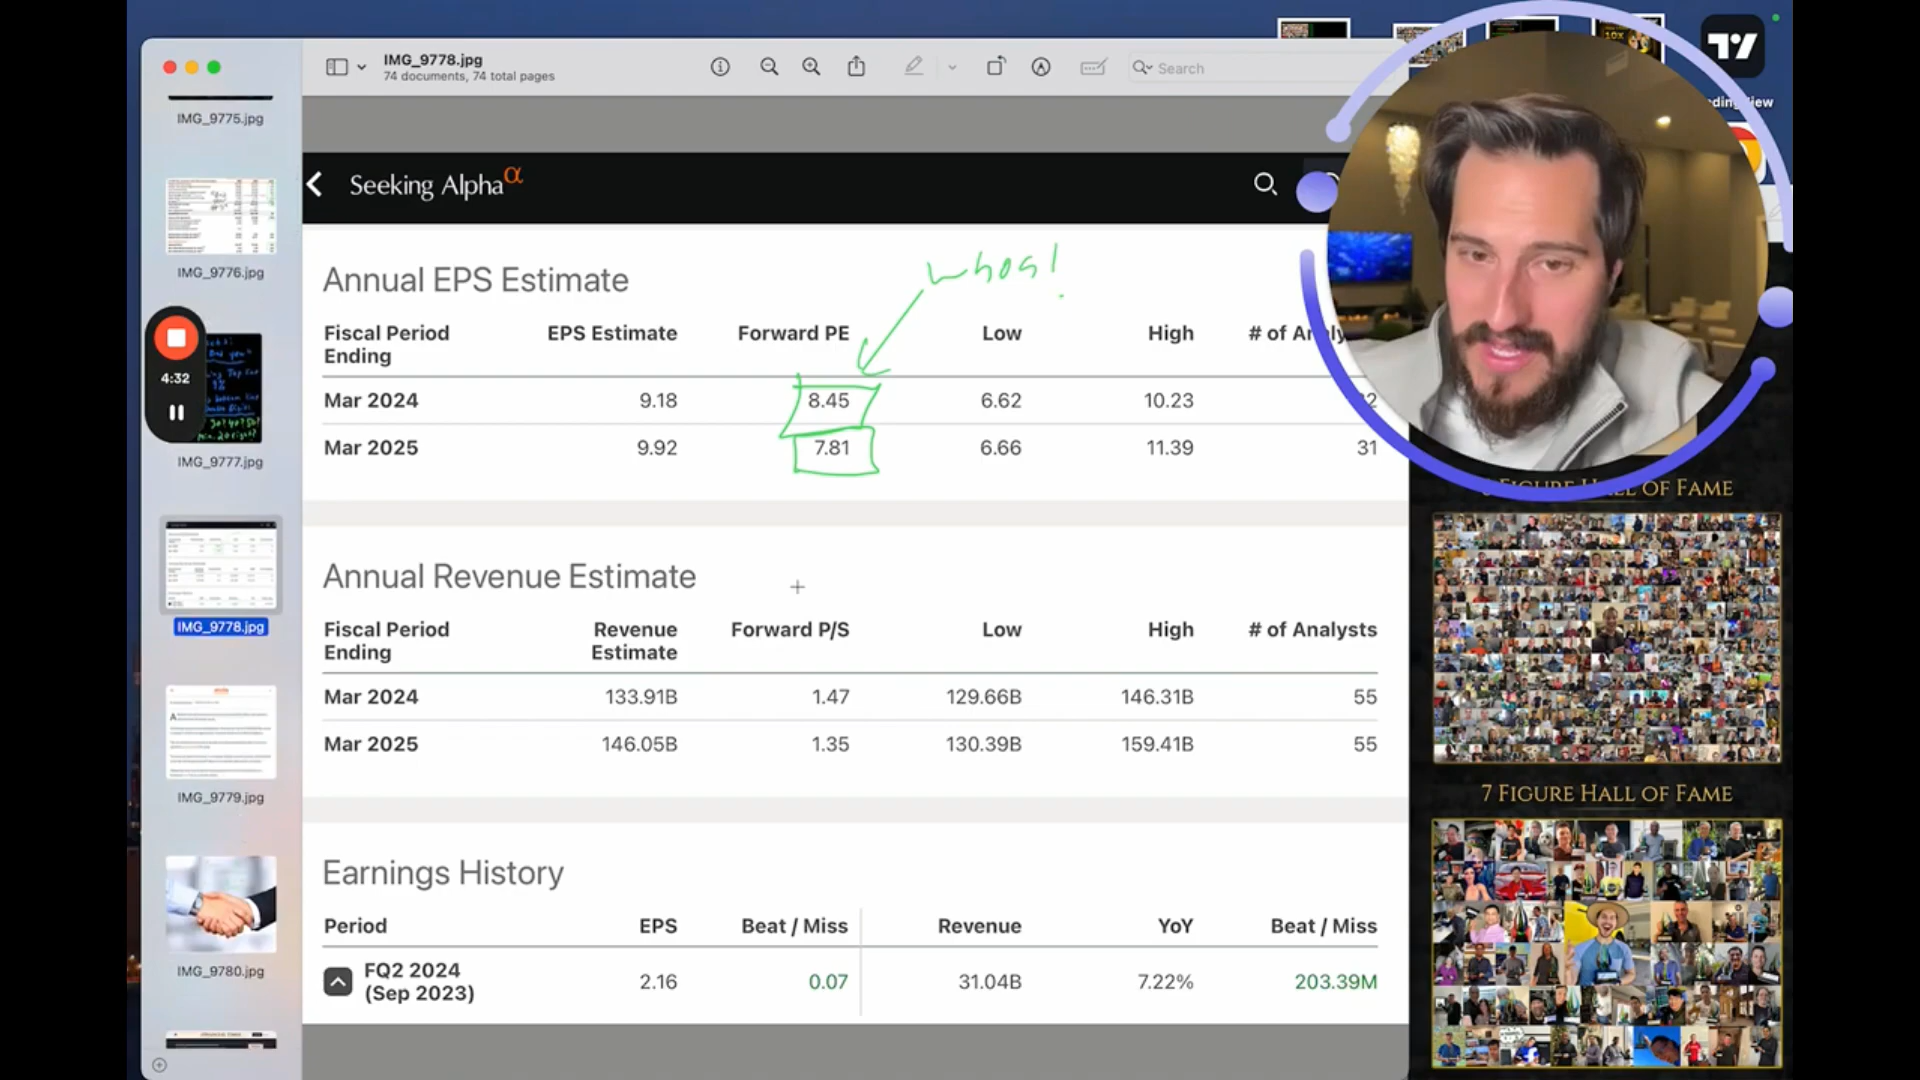 IMG_9778.jpg
74 documents, 74 total pages
Search
IMG_9775.jpg
IMG_9776.jpg
4:32
IMG_9777.jpg
IMG_9778.jpg
IMG_9779.jpg
IMG_9780.jpg
Seeking Alpha α
whoa!
Annual EPS Estimate
Fiscal Period Ending EPS Estimate Forward PE Low High # of Analy
Mar 2024 9.18 8.45 6.62 10.23 2
Mar 2025 9.92 7.81 6.66 11.39 31
Annual Revenue Estimate
Fiscal Period Ending Revenue Estimate Forward P/S Low High # of Analysts
Mar 2024 133.91B 1.47 129.66B 146.31B 55
Mar 2025 146.05B 1.35 130.39B 159.41B 55
Earnings History
Period EPS Beat / Miss Revenue YoY Beat / Miss
FQ2 2024 (Sep 2023) 2.16 0.07 31.04B 7.22% 203.39M
Figure Hall of Fame
7 Figure Hall of Fame